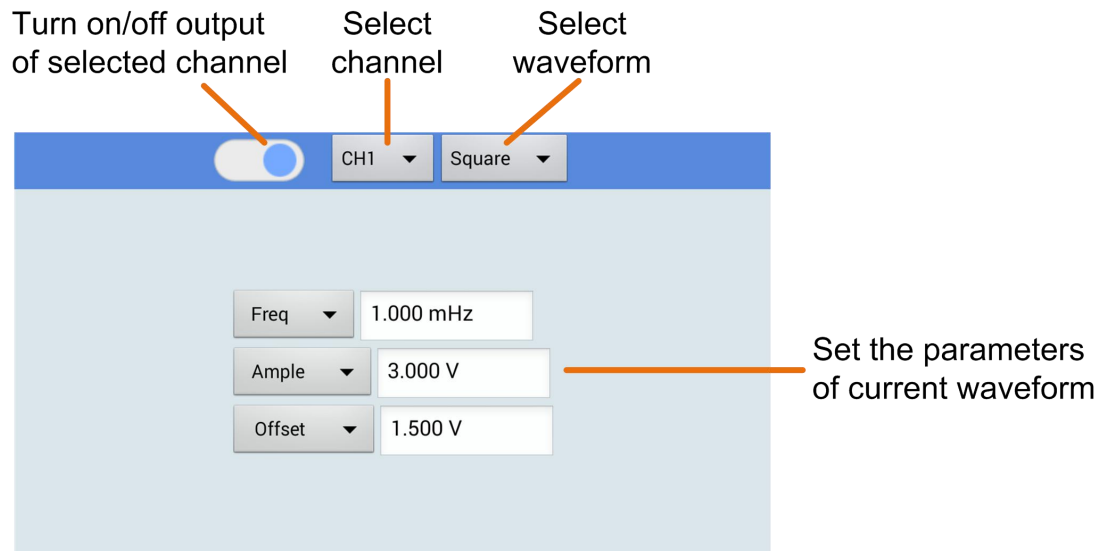 Turn on/off output
of selected channel
Select
channel
Select
waveform
CH1
Square
Freq
1.000 mHz
Ample
3.000 V
Offset
1.500 V
Set the parameters
of current waveform